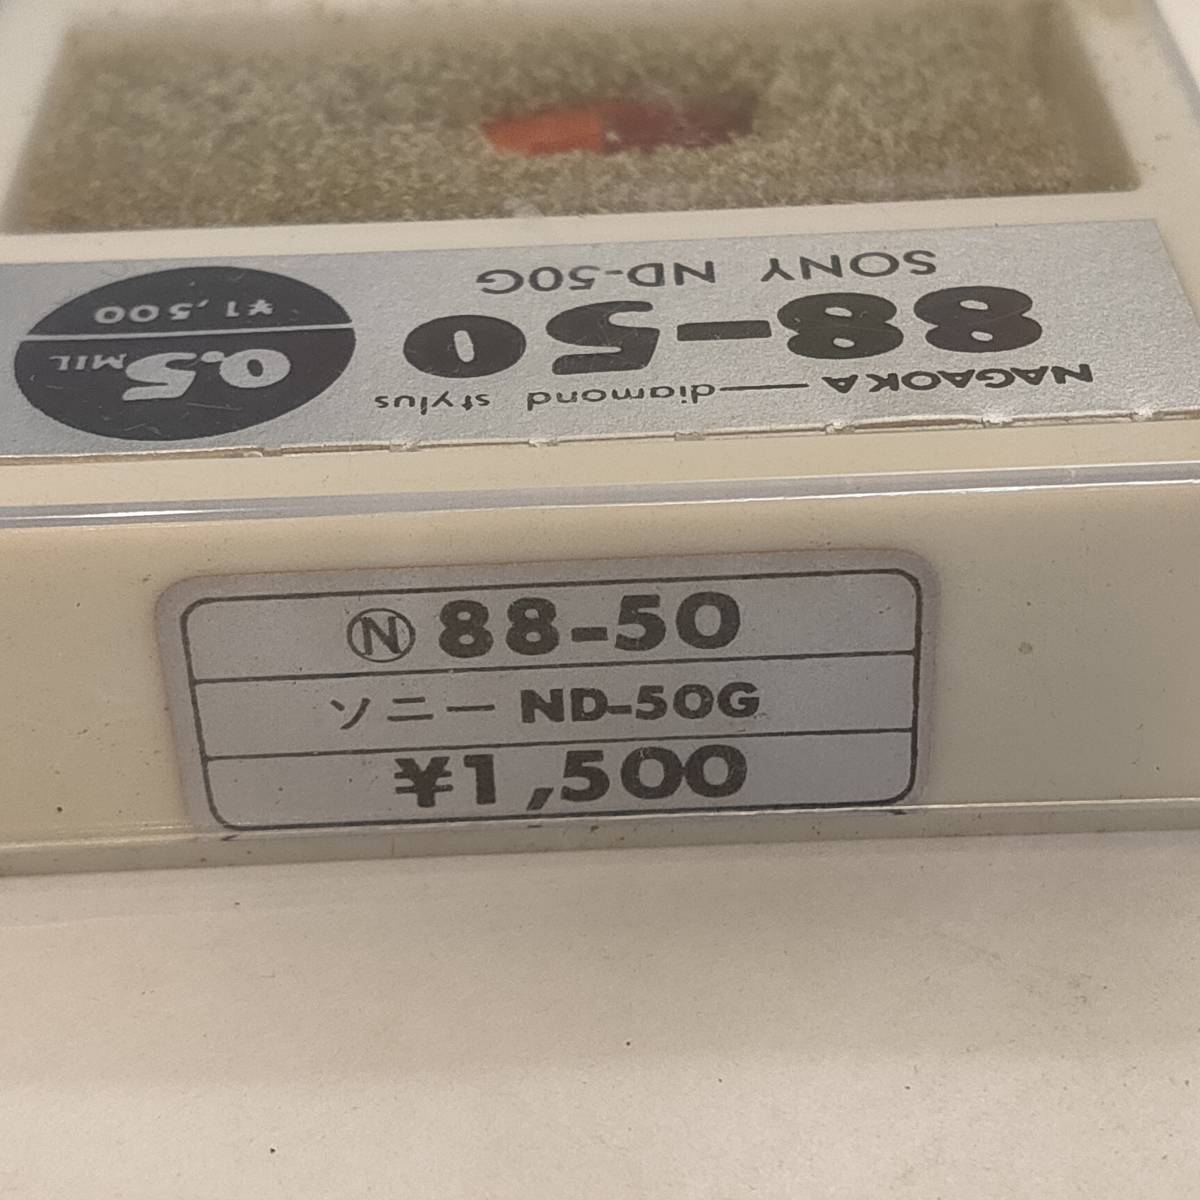 SONY ND-50G
88-50
NAGAOKA — diamond stylus
¥1,500
0.5 MIL
Ⓝ 88-50
ソニー ND-50G
¥1,500